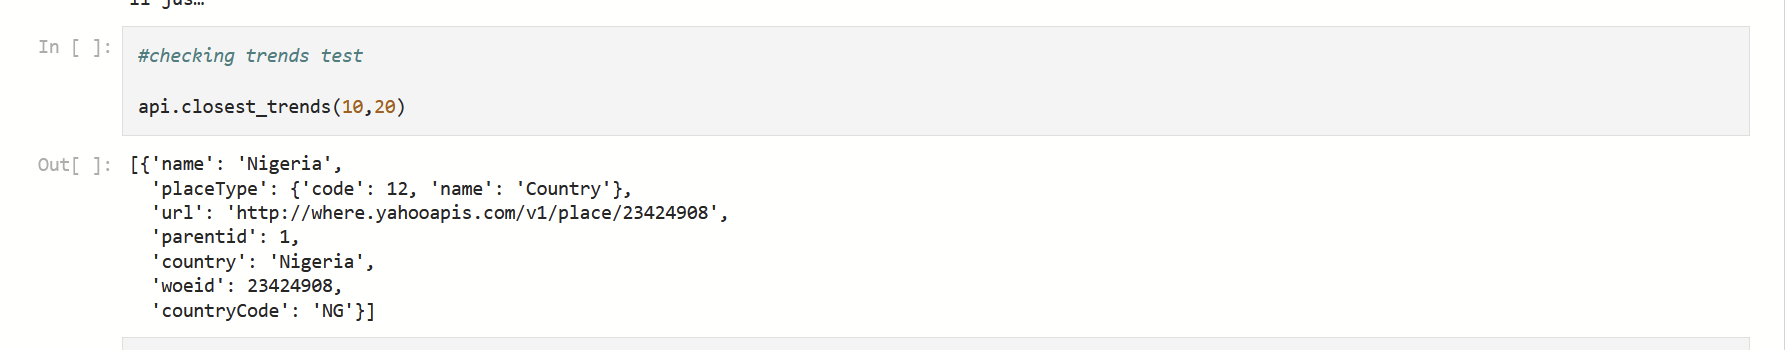 In [ ]:
#checking trends test
api.closest_trends(10,20)
Out[ ]:
[{'name': 'Nigeria',
'placeType': {'code': 12, 'name': 'Country'},
'url': 'http://where.yahooapis.com/v1/place/23424908',
'parentid': 1,
'country': 'Nigeria',
'woeid': 23424908,
'countryCode': 'NG'}]